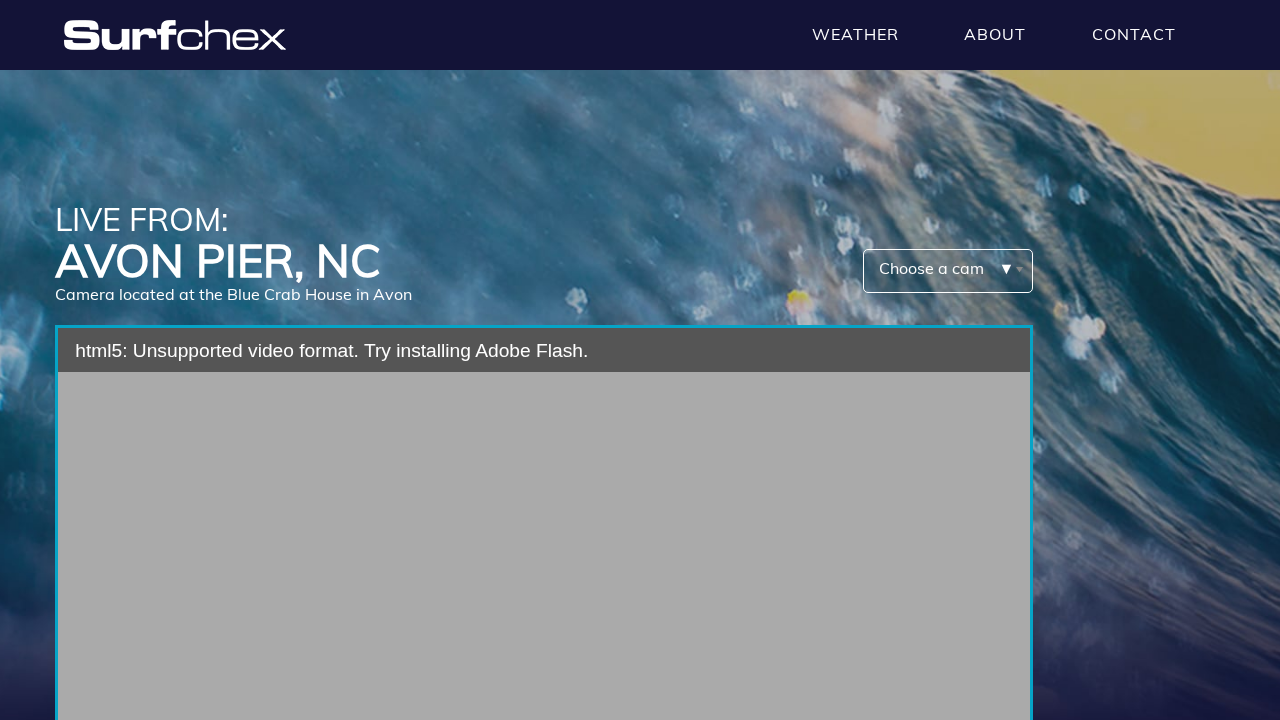 Surfchex
WEATHER
ABOUT
CONTACT
LIVE FROM:
AVON PIER, NC
Camera located at the Blue Crab House in Avon
Choose a cam ▼
html5: Unsupported video format. Try installing Adobe Flash.